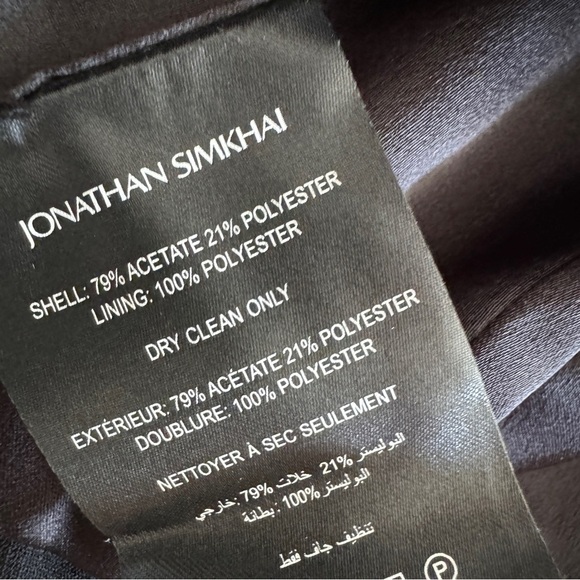 JONATHAN SIMKHAI
SHELL: 79% ACETATE 21% POLYESTER
LINING: 100% POLYESTER
DRY CLEAN ONLY
EXTÉRIEUR: 79% ACÉTATE 21% POLYESTER
DOUBLURE: 100% POLYESTER
NETTOYER À SEC SEULEMENT
خارجي: 79% خلات 21% البوليستر
بطانة: 100% البوليستر
تنظيف جاف فقط
P